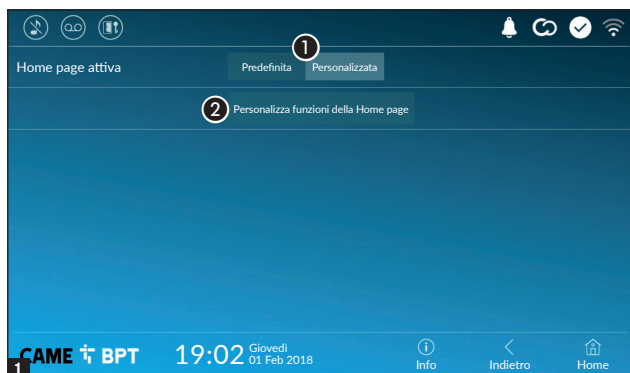 1
Home page attiva
Predefinita
Personalizzata
2
Personalizza funzioni della Home page
CAME BPT
19:02
Giovedì
01 Feb 2018
Info
Indietro
Home
1